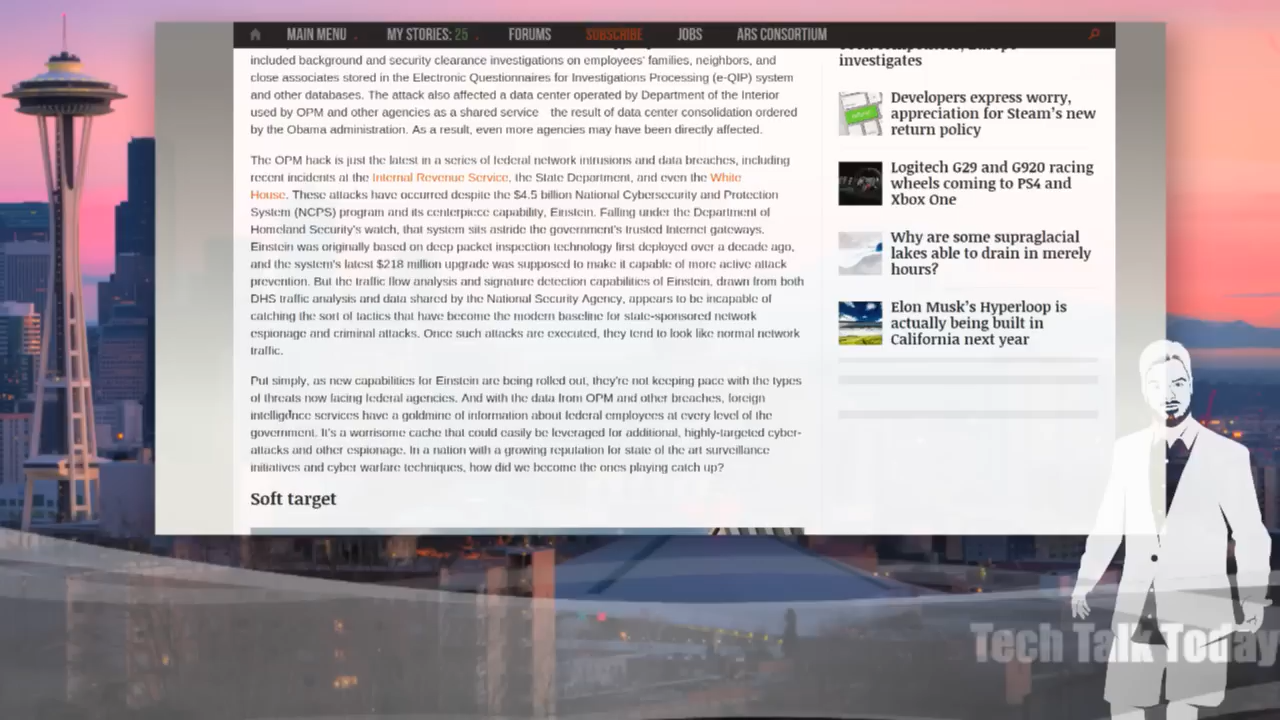 MAIN MENU
MY STORIES: 25
FORUMS
SUBSCRIBE
JOBS
ARS CONSORTIUM
included background and security clearance investigations on employees' families, neighbors, and
close associates stored in the Electronic Questionnaires for Investigations Processing (e-QIP) system
and other databases. The attack also affected a data center operated by Department of the Interior
used by OPM and other agencies as a shared service the result of data center consolidation ordered
by the Obama administration. As a result, even more agencies may have been directly affected.
The OPM hack is just the latest in a series of federal network intrusions and data breaches, including
recent incidents at the Internal Revenue Service, the State Department, and even the White
House. These attacks have occurred despite the $4.5 billion National Cybersecurity and Protection
System (NCPS) program and its centerpiece capability, Einstein. Falling under the Department of
Homeland Security's watch, that system sits astride the government's trusted Internet gateways.
Einstein was originally based on deep packet inspection technology first deployed over a decade ago,
and the system's latest $218 million upgrade was supposed to make it capable of more active attack
prevention. But the traffic flow analysis and signature detection capabilities of Einstein, drawn from both
DHS traffic analysis and data shared by the National Security Agency, appears to be incapable of
catching the sort of tactics that have become the modern baseline for state-sponsored network
espionage and criminal attacks. Once such attacks are executed, they tend to look like normal network
traffic.
Put simply, as new capabilities for Einstein are being rolled out, they're not keeping pace with the types
of threats now facing federal agencies. And with the data from OPM and other breaches, foreign
intelligence services have a goldmine of information about federal employees at every level of the
government. It's a worrisome cache that could easily be leveraged for additional, highly-targeted cyber-
attacks and other espionage. In a nation with a growing reputation for state of the art surveillance
initiatives and cyber warfare techniques, how did we become the ones playing catch up?
Soft target
investigates
Developers express worry,
appreciation for Steam's new
return policy
Logitech G29 and G920 racing
wheels coming to PS4 and
Xbox One
Why are some supraglacial
lakes able to drain in merely
hours?
Elon Musk's Hyperloop is
actually being built in
California next year
Tech Talk Today